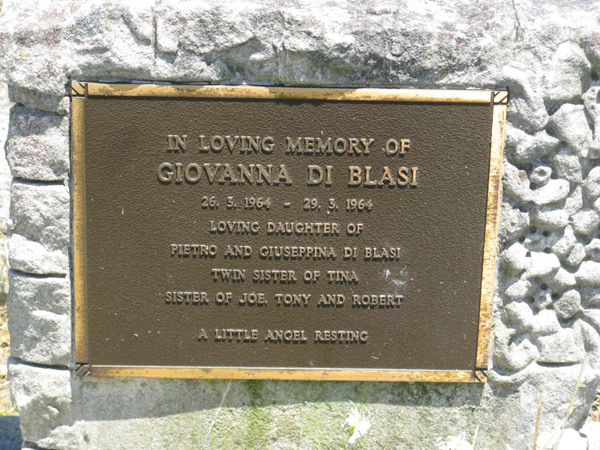 IN LOVING MEMORY OF
GIOVANNA DI BLASI
26. 3. 1964 - 29. 3. 1964
LOVING DAUGHTER OF
PIETRO AND GIUSEPPINA DI BLASI
TWIN SISTER OF TINA
SISTER OF JOE, TONY AND ROBERT
A LITTLE ANGEL RESTING